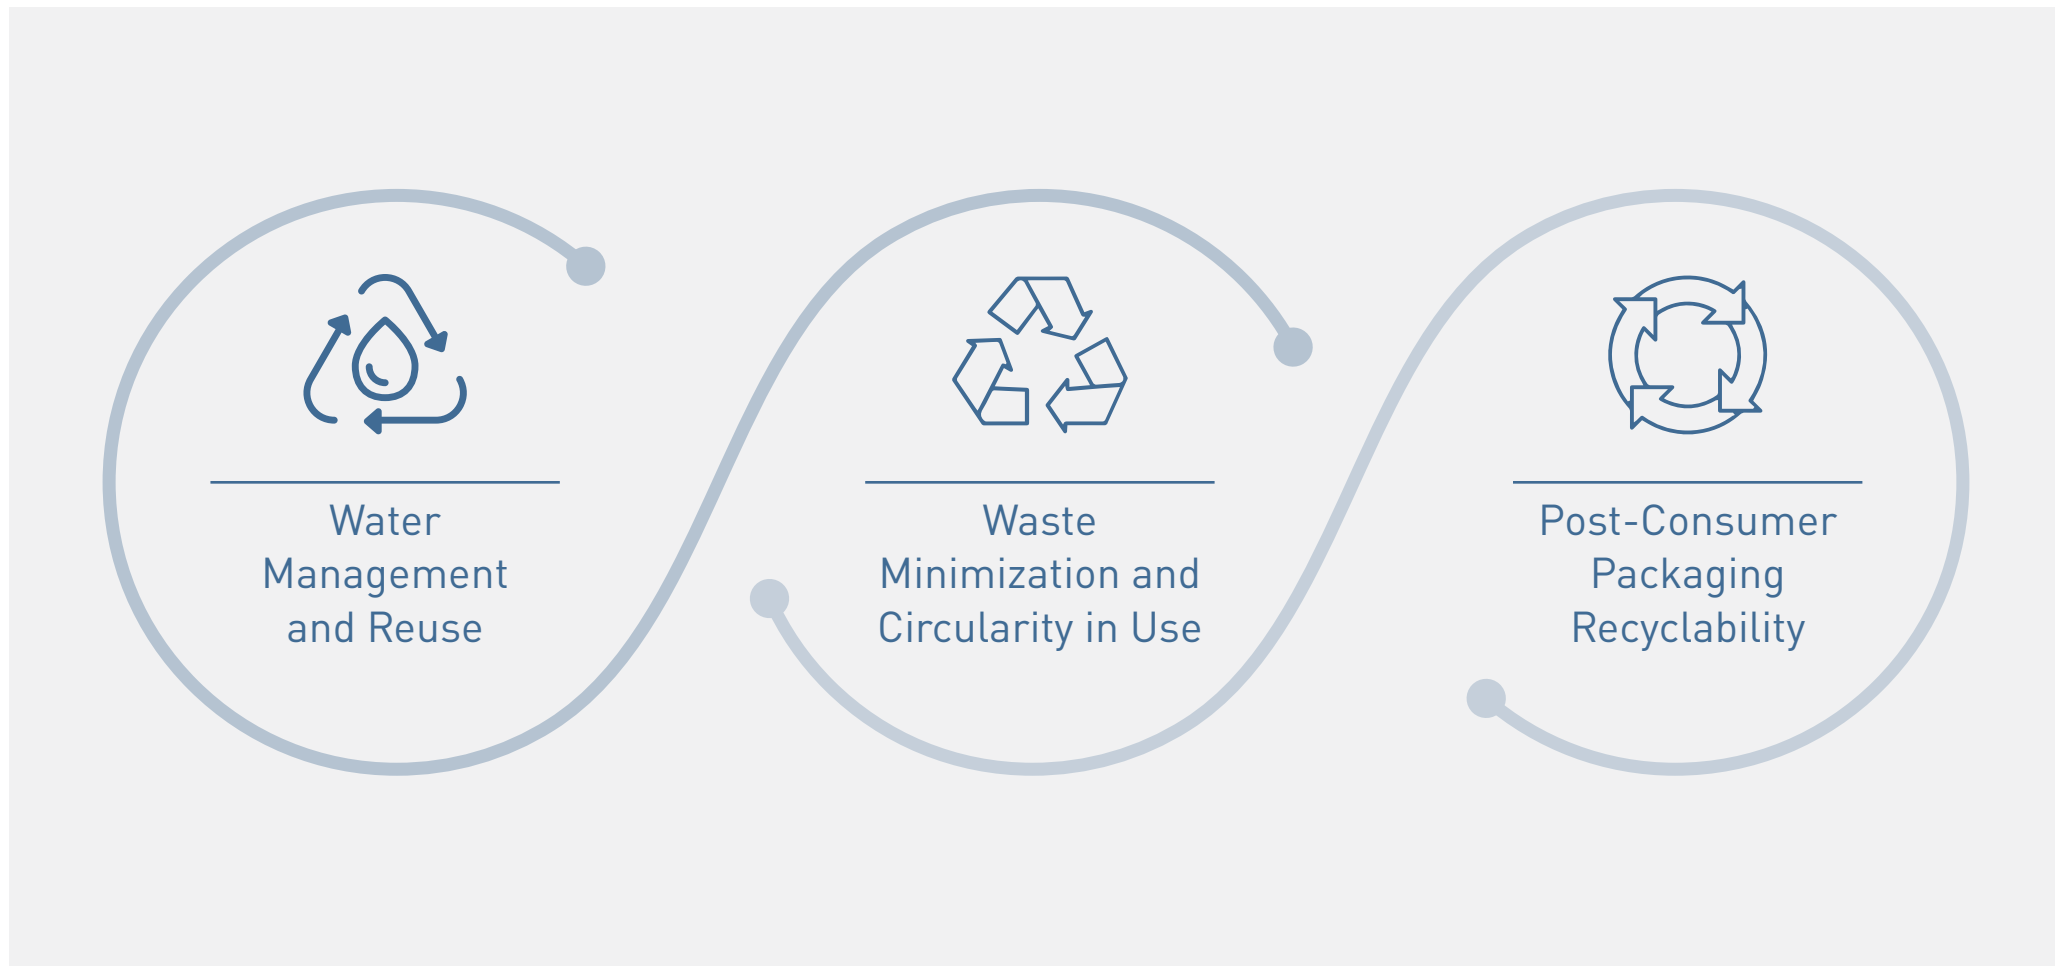 Water
Management
and Reuse
Waste
Minimization and
Circularity in Use
Post-Consumer
Packaging
Recyclability